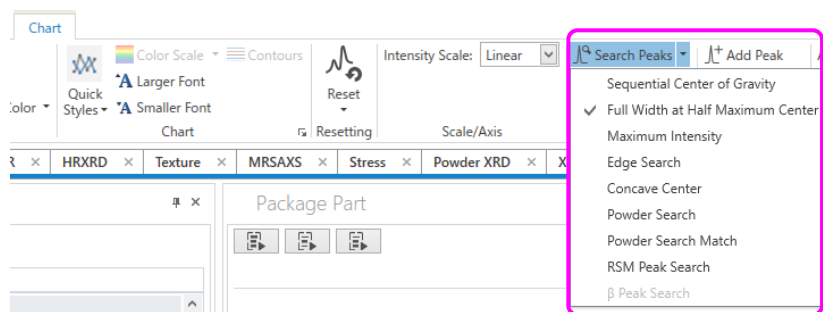 Chart
Color Scale
Contours
Intensity Scale: Linear
Search Peaks
Add Peak
Larger Font
Quick Styles
Reset
Smaller Font
Color
Chart
Resetting
Scale/Axis
Sequential Center of Gravity
Full Width at Half Maximum Center
Maximum Intensity
Edge Search
Concave Center
Powder Search
Powder Search Match
RSM Peak Search
β Peak Search
R
HRXRD
Texture
MRSAXS
Stress
Powder XRD
X
Package Part